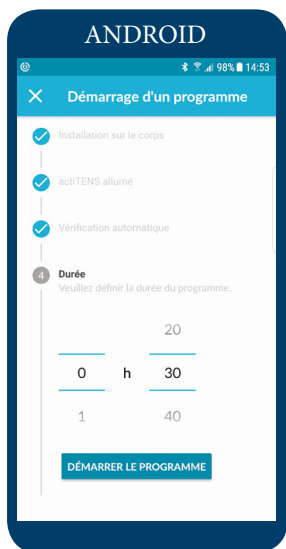 ANDROID
98% 14:53
Démarrage d'un programme
Installation sur le corps
actiTENS allumé
Vérification automatique
4 Durée
Veuillez définir la durée du programme.
20
0 h 30
1 40
DÉMARRER LE PROGRAMME